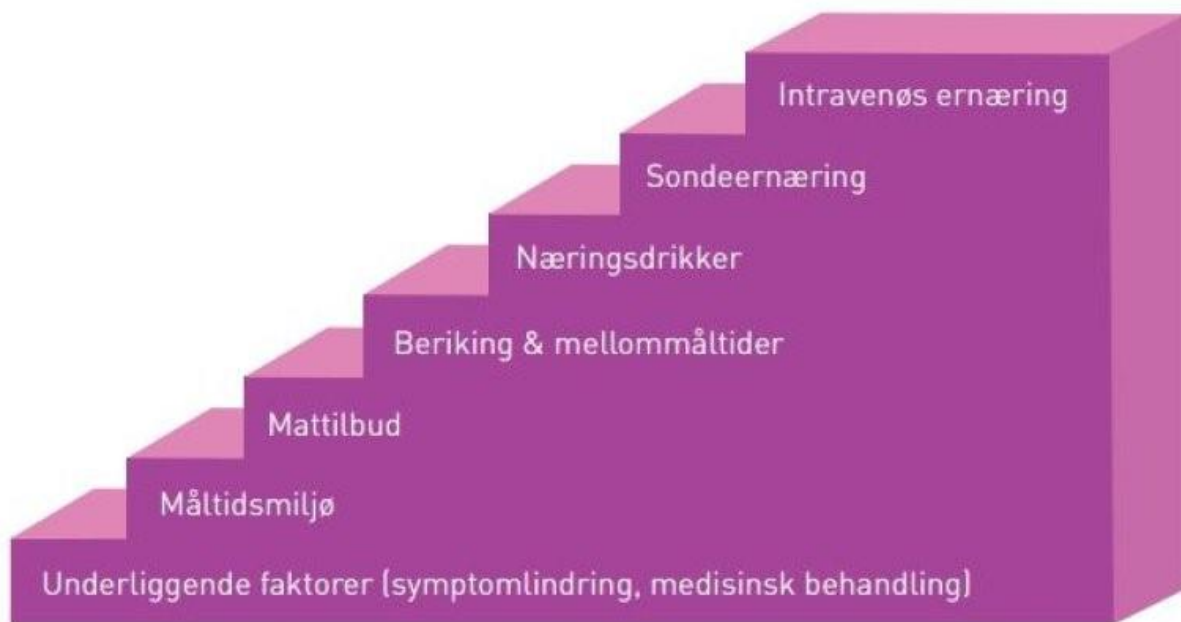 Intravenøs ernæring
Sondeernæring
Næringsdrikker
Beriking & mellommåltider
Mattilbud
Måltidsmiljø
Underliggende faktorer (symptomlindring, medisinsk behandling)